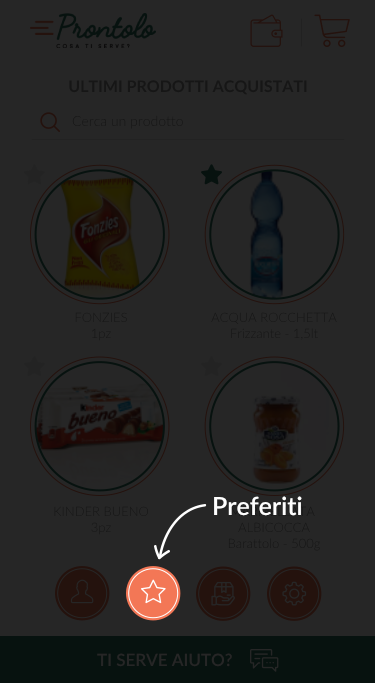 Prontolo
COSA TI SERVE?
ULTIMI PRODOTTI ACQUISTATI
Cerca un prodotto
Fonzies
FONZIES
1pz
ACQUA ROCCHETTA
Frizzante - 1.5lt
bueno
KINDER BUENO
3pz
Preferiti
ALBICOCCA
Barattolo - 500g
TI SERVE AIUTO?